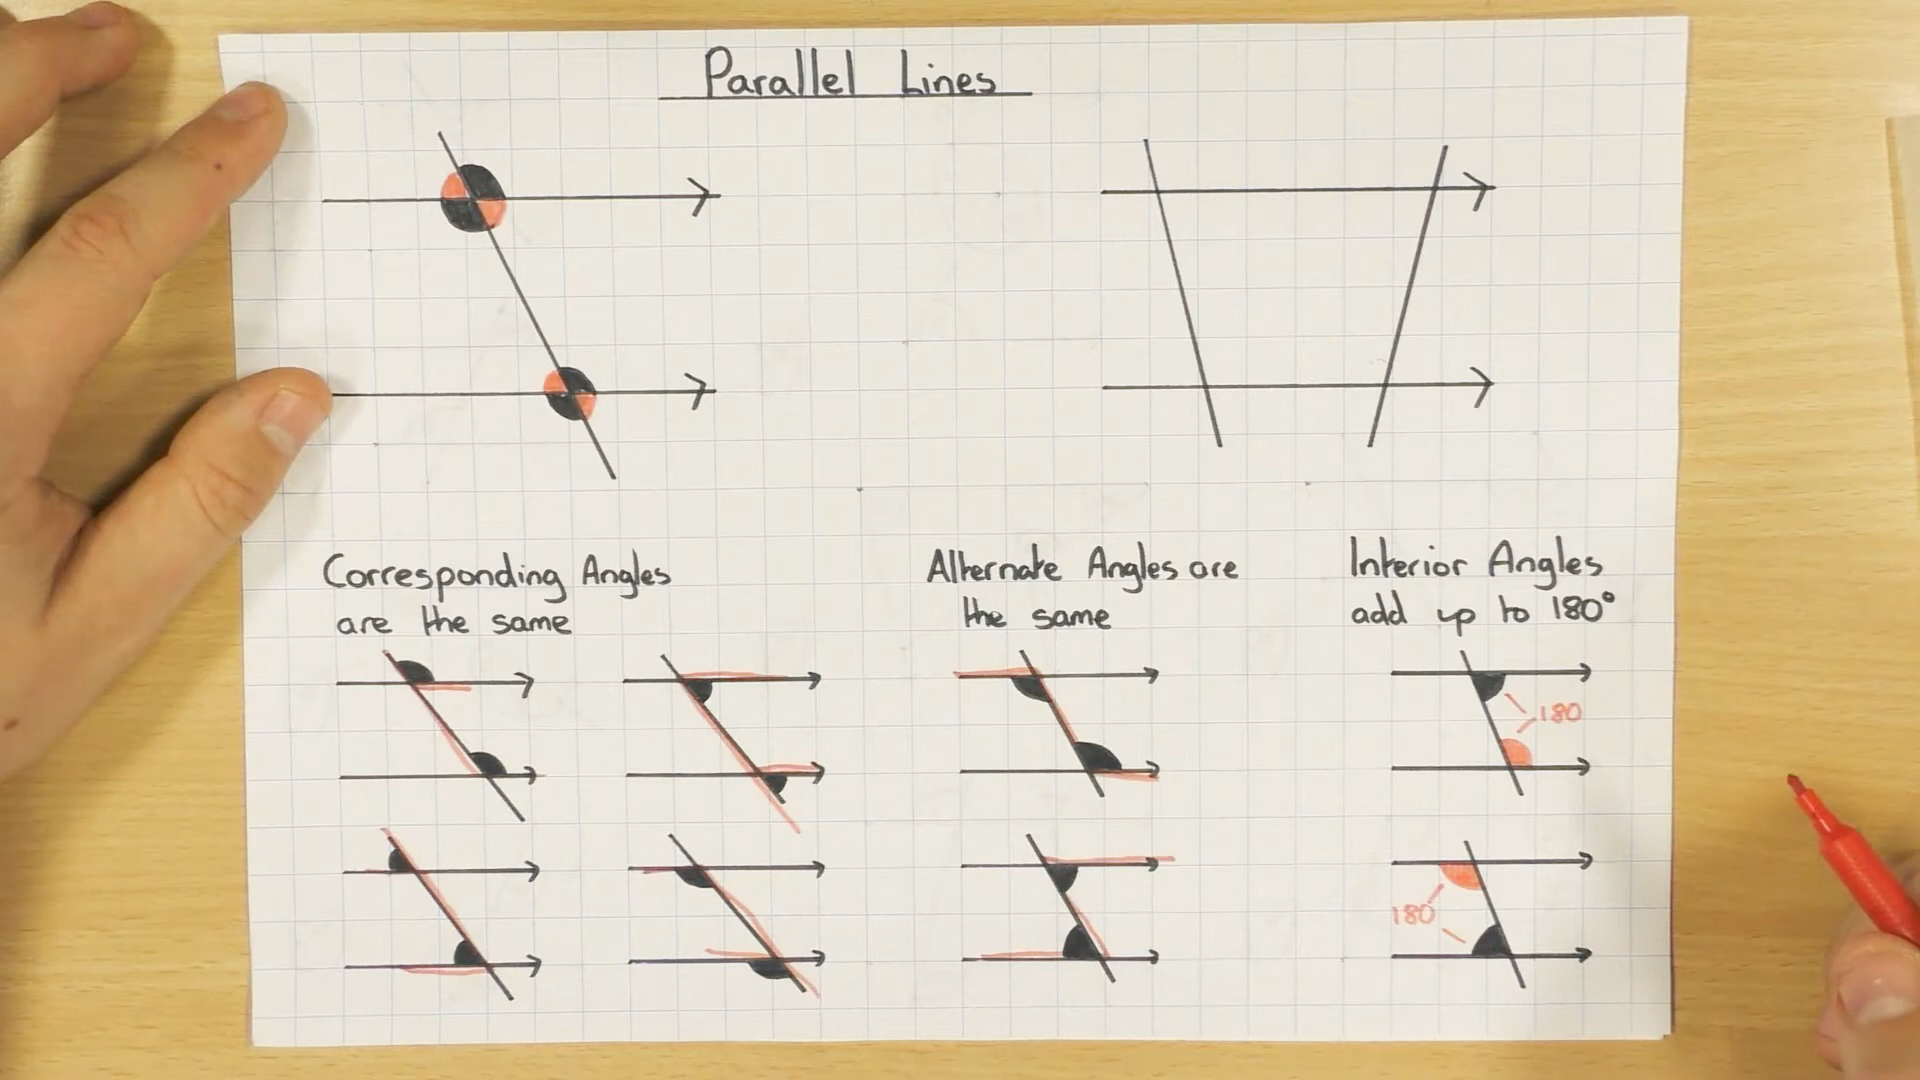 Parallel Lines
Corresponding Angles
are the same
Alternate Angles are
the same
Interior Angles
add up to 180°
180
180